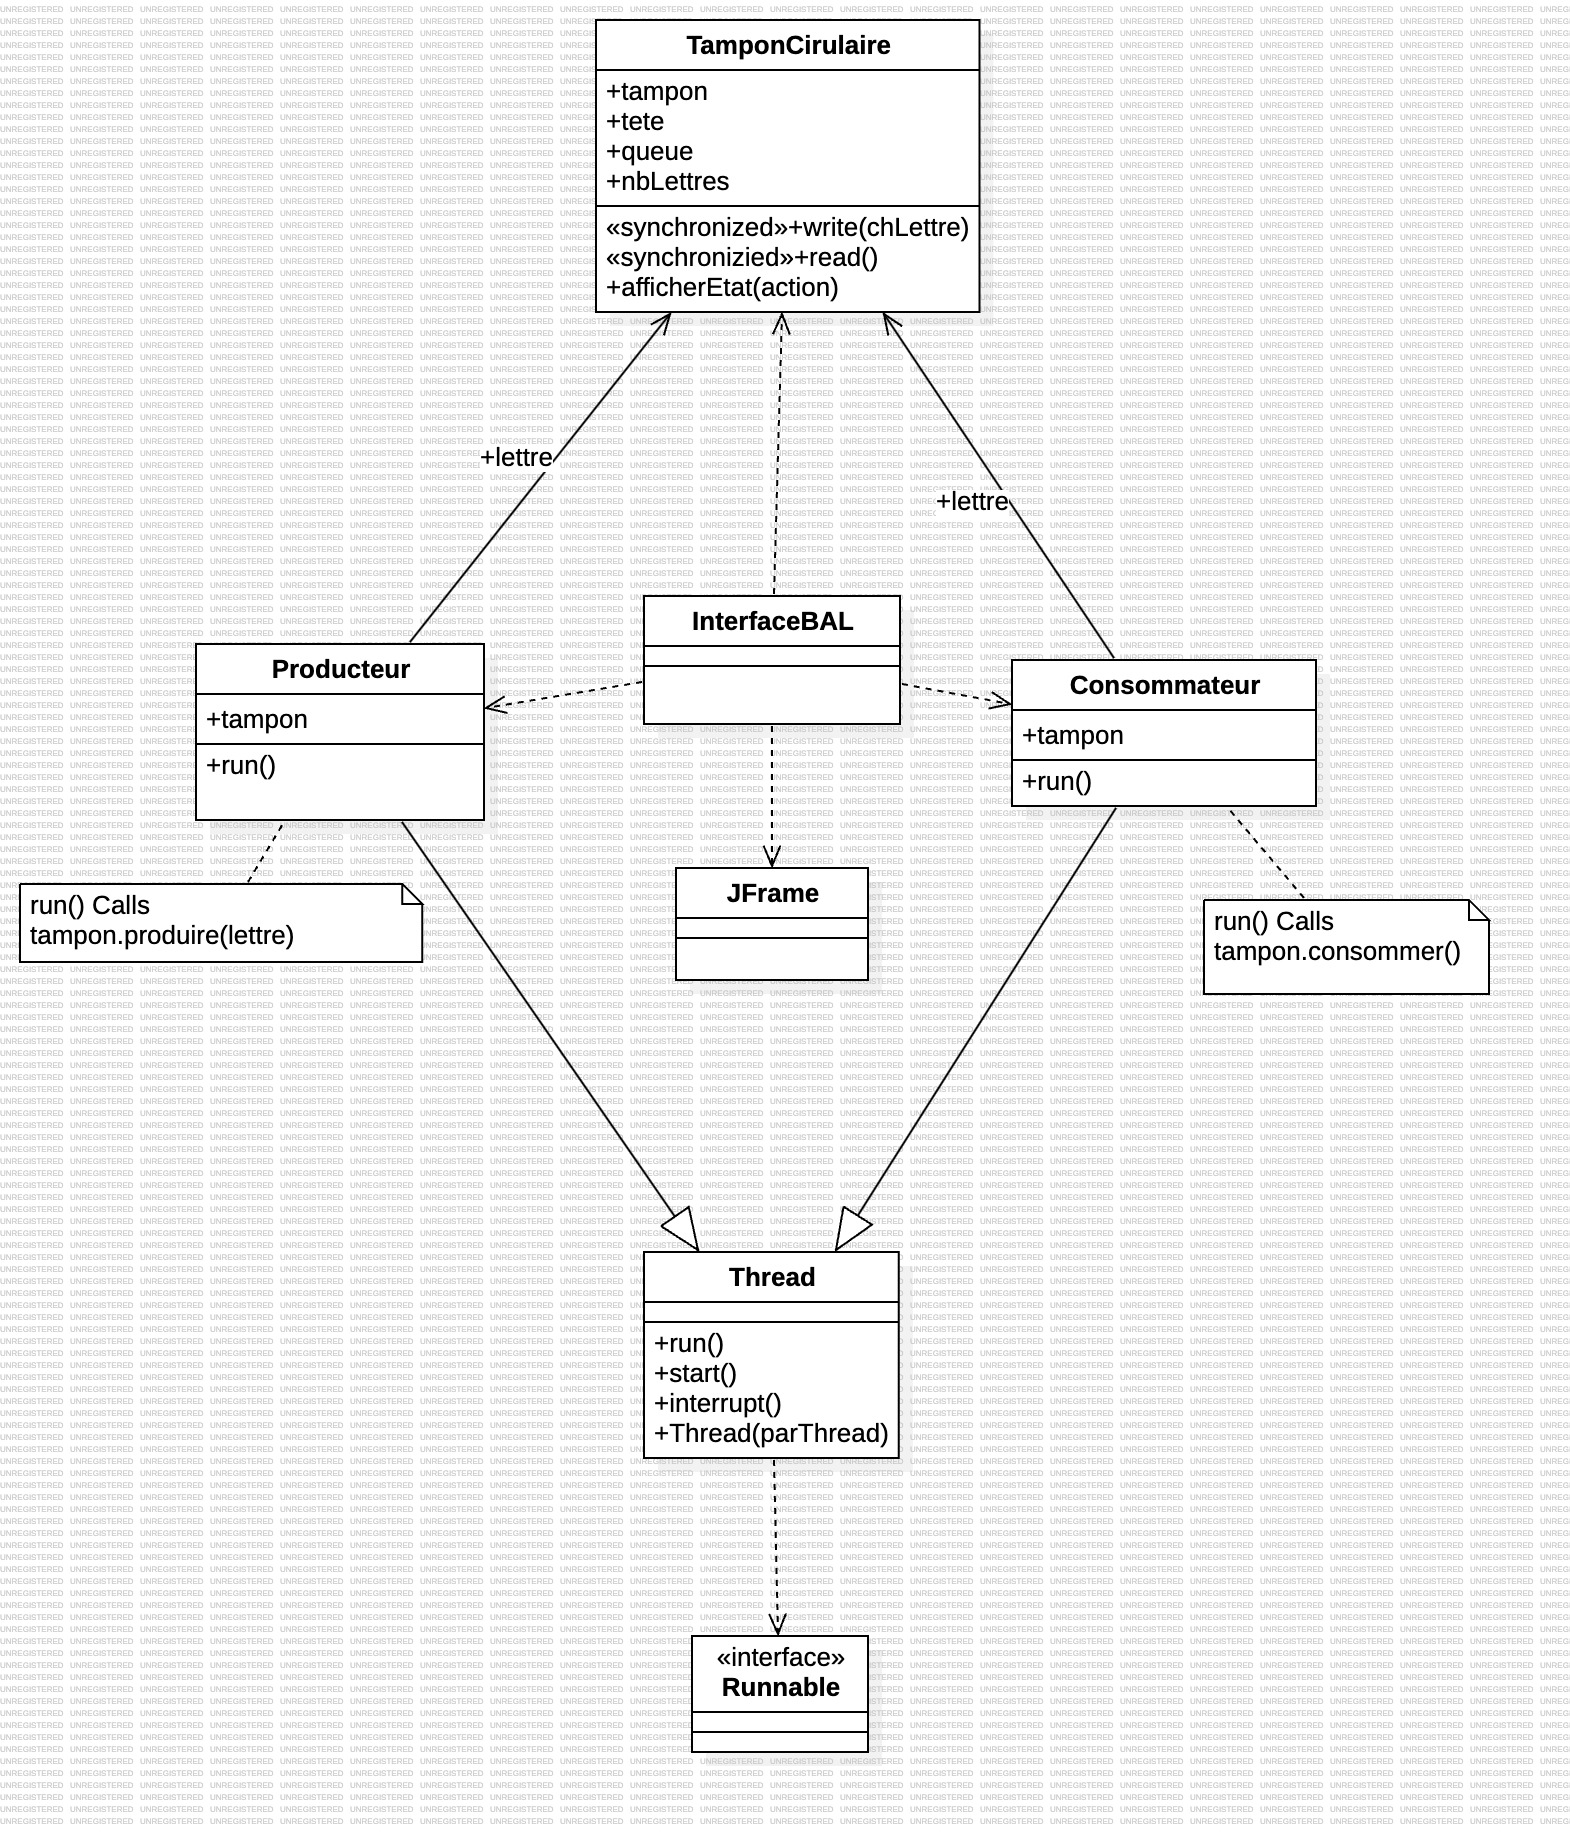 TamponCirulaire
+tampon
+tete
+queue
+nbLettres
«synchronized»+write(chLettre)
«synchronizied»+read()
+afficherEtat(action)
+lettre
+lettre
InterfaceBAL
Producteur
+tampon
+run()
Consommateur
+tampon
+run()
JFrame
run() Calls
tampon.produire(lettre)
run() Calls
tampon.consommer()
Thread
+run()
+start()
+interrupt()
+Thread(parThread)
«interface»
Runnable
UNREGISTERED